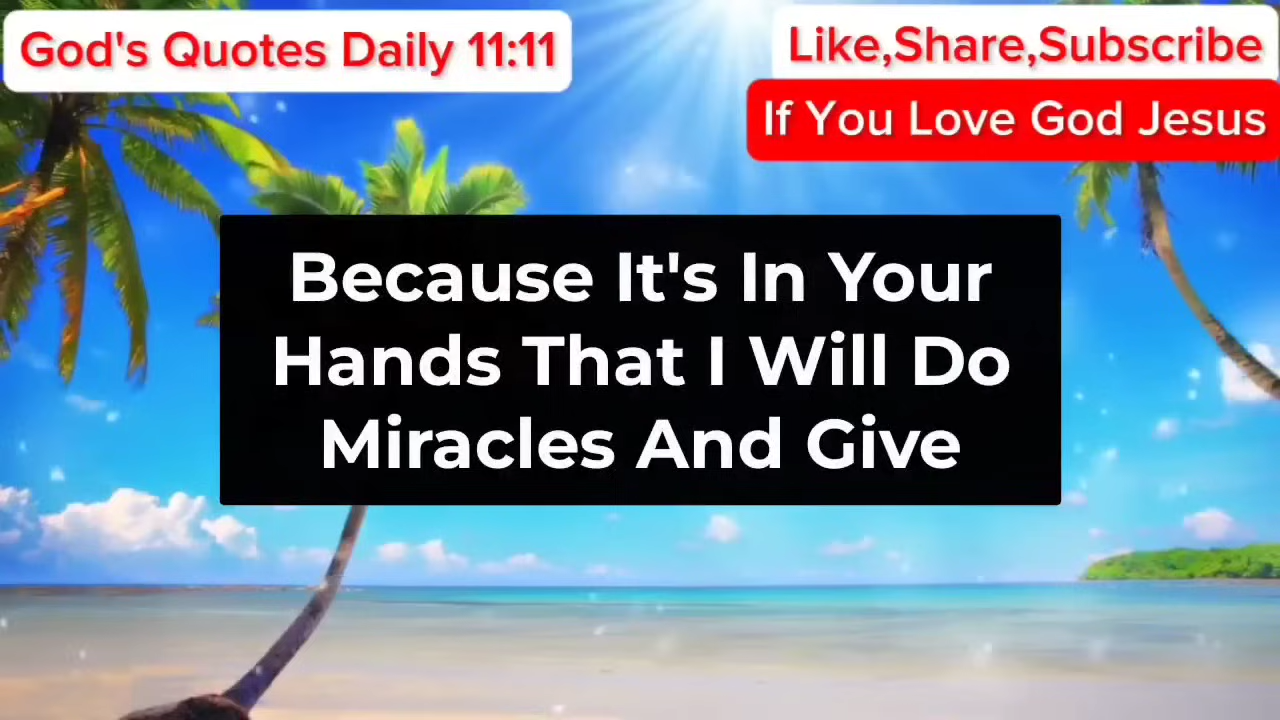 God's Quotes Daily 11:11
Like,Share,Subscribe
If You Love God Jesus
Because It's In Your
Hands That I Will Do
Miracles And Give